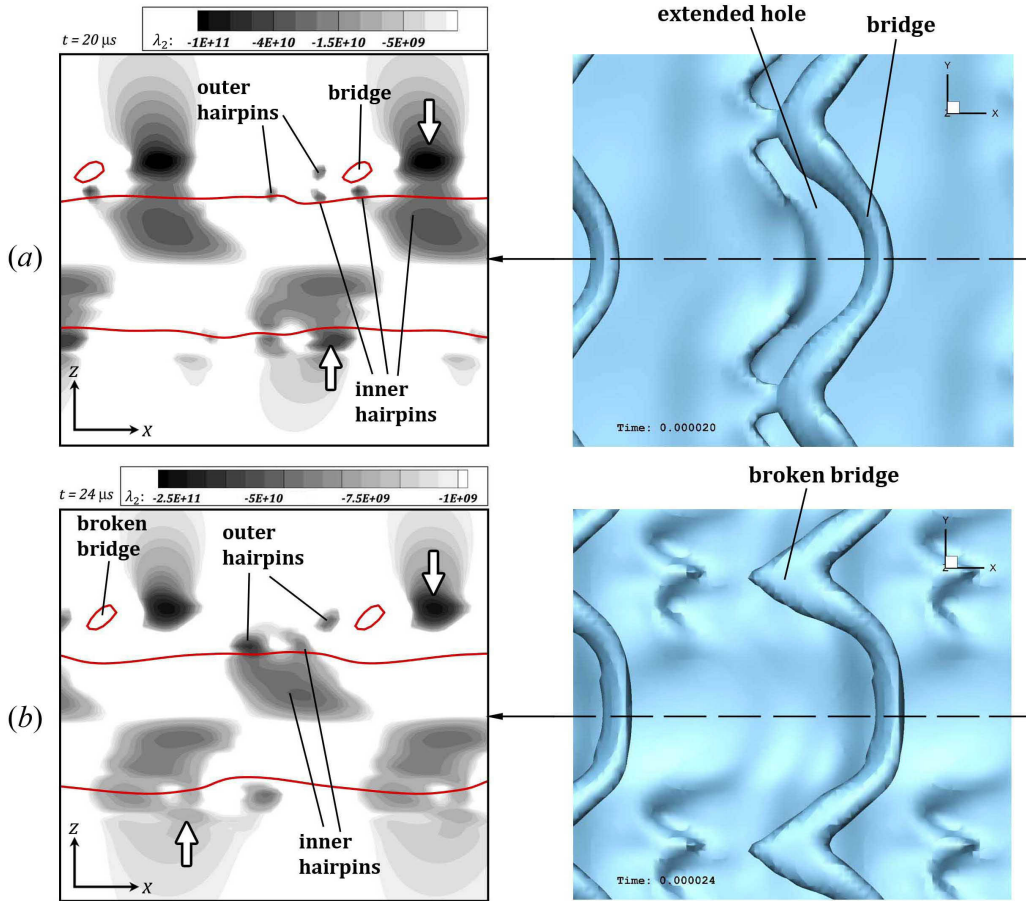 (a)
t = 20 μs
λ2:
-1E+11 -4E+10 -1.5E+10 -5E+09
outer
hairpins
bridge
inner
hairpins
Z
X
extended hole
bridge
Y
Z X
Time: 0.000020
(b)
t = 24 μs
λ2:
-2.5E+11 -5E+10 -7.5E+09 -1E+09
broken
bridge
outer
hairpins
inner
hairpins
Z
X
broken bridge
Y
Z X
Time: 0.000024